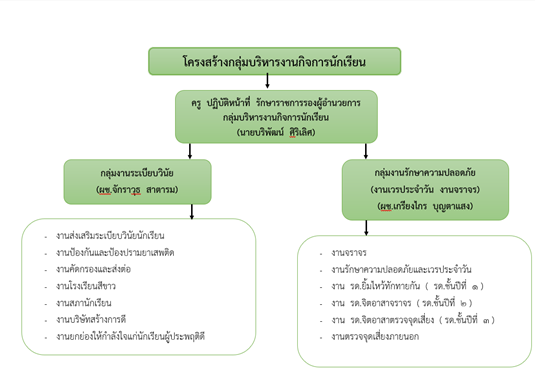 โครงสร้างกลุ่มบริหารงานกิจการนักเรียน
ครู ปฏิบัติหน้าที่ รักษาราชการรองผู้อำนวยการ
กลุ่มบริหารงานกิจการนักเรียน
(นายบริพัฒน์ ศิริเลิศ)
กลุ่มงานระเบียบวินัย
(ผช.จักราวุธ สาตารม)
กลุ่มงานรักษาความปลอดภัย
(งานเวรประจำวัน งานจราจร)
(ผช.เกรียงไกร บุญตาแสง)
- งานส่งเสริมระเบียบวินัยนักเรียน
- งานป้องกันและป้องปรามยาเสพติด
- งานคัดกรองและส่งต่อ
- งานโรงเรียนสีขาว
- งานสภานักเรียน
- งานบริษัทสร้างการดี
- งานยกย่องให้กำลังใจแก่นักเรียนผู้ประพฤติดี
- งานจราจร
- งานรักษาความปลอดภัยและเวรประจำวัน
- งาน รด.ยิ้มไหว้ทักทายกัน ( รด.ชั้นปีที่ ๑ )
- งาน รด.จิตอาสาจราจร ( รด.ชั้นปีที่ ๒ )
- งาน รด.จิตอาสาตรวจจุดเสี่ยง ( รด.ชั้นปีที่ ๓ )
- งานตรวจจุดเสี่ยงภายนอก